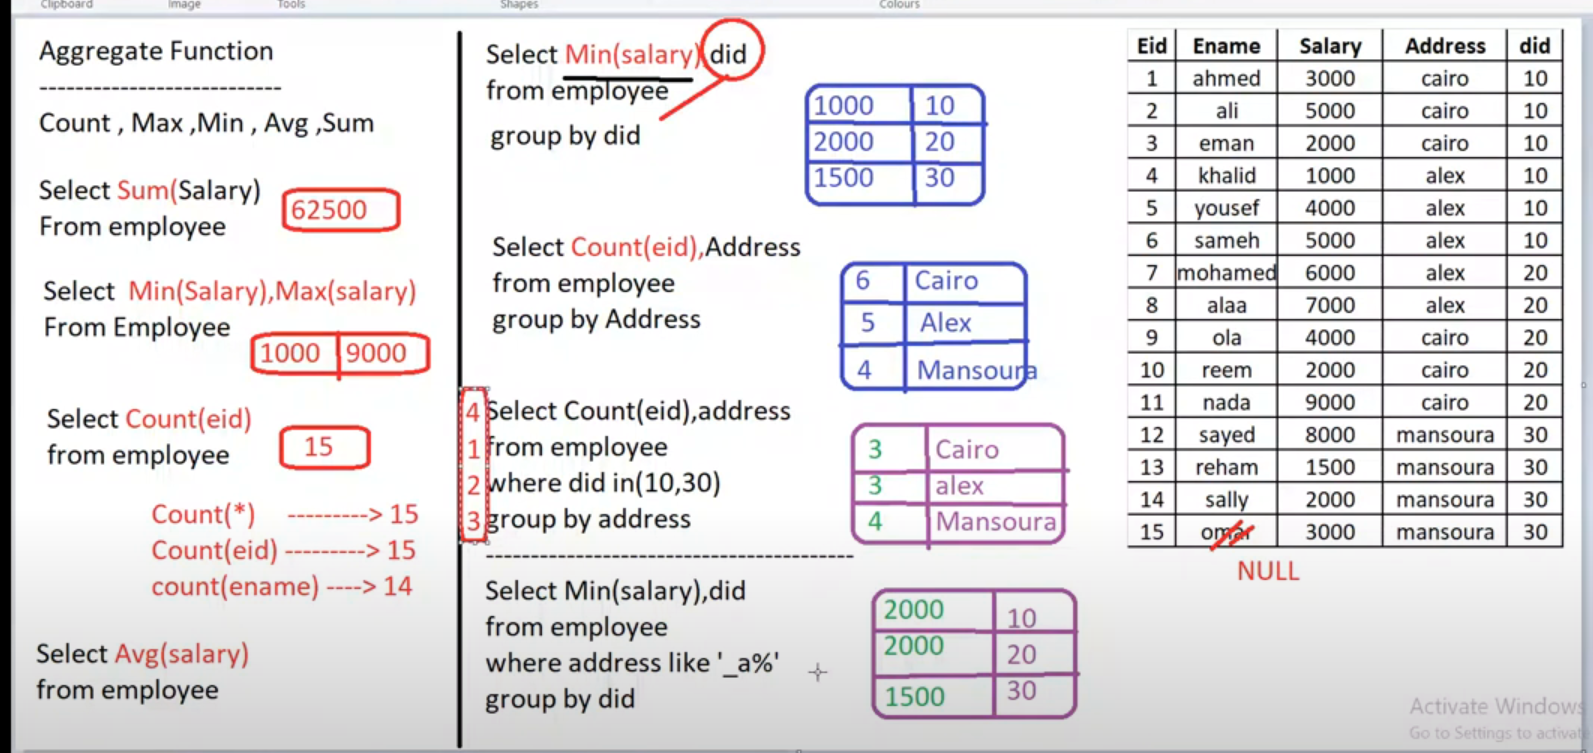 Clipboard Image Tools Shapes Colours
Aggregate Function
---------------------------
Count , Max ,Min , Avg ,Sum
Select Sum(Salary)
From employee
62500
Select Min(Salary),Max(salary)
From Employee
1000 9000
Select Count(eid)
from employee
15
Count(*) ---------> 15
Count(eid) ---------> 15
count(ename) ----> 14
Select Avg(salary)
from employee
Select Min(salary),did
from employee
group by did
1000 10
2000 20
1500 30
Select Count(eid),Address
from employee
group by Address
6 Cairo
5 Alex
4 Mansoura
4 Select Count(eid),address
1 from employee
2 where did in(10,30)
3 group by address
3 Cairo
3 alex
4 Mansoura
-----------------------------------------
Select Min(salary),did
from employee
where address like '_a%'
group by did
2000 10
2000 20
1500 30
Eid Ename Salary Address did
1 ahmed 3000 cairo 10
2 ali 5000 cairo 10
3 eman 2000 cairo 10
4 khalid 1000 alex 10
5 yousef 4000 alex 10
6 sameh 5000 alex 10
7 mohamed 6000 alex 20
8 alaa 7000 alex 20
9 ola 4000 cairo 20
10 reem 2000 cairo 20
11 nada 9000 cairo 20
12 sayed 8000 mansoura 30
13 reham 1500 mansoura 30
14 sally 2000 mansoura 30
15 omar 3000 mansoura 30
NULL
Activate Windows
Go to Settings to activat